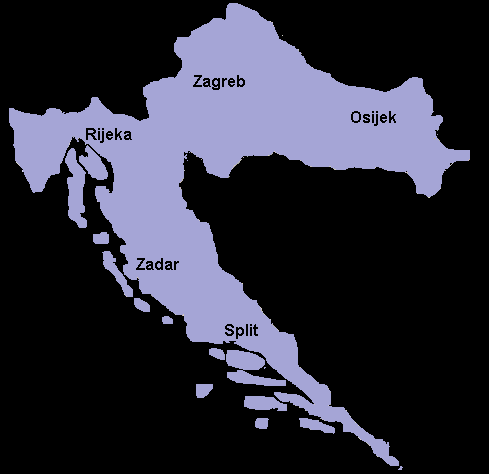 Zagreb
Osijek
Rijeka
Zadar
Split